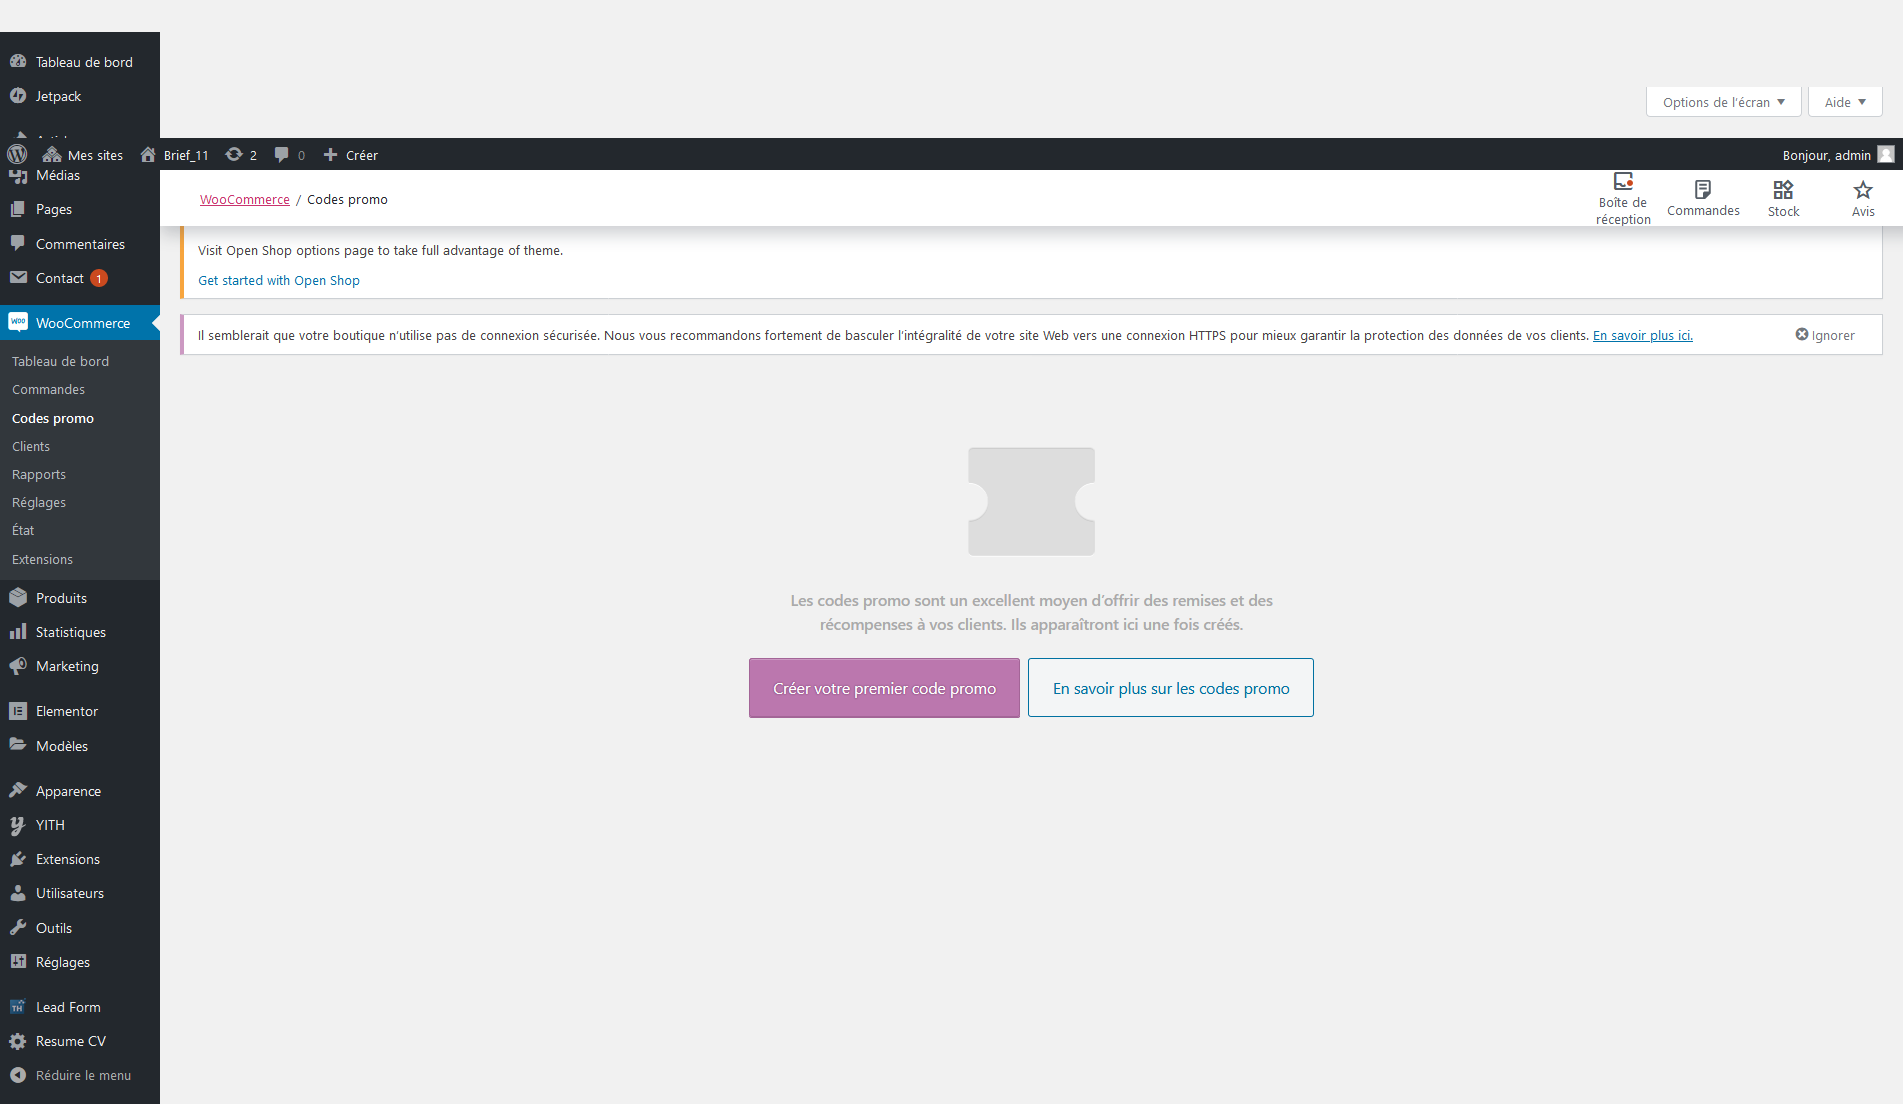 Tableau de bord
Jetpack
Options de l'écran
Aide
Mes sites
Brief_11
2
0
Créer
Bonjour, admin
Médias
Pages
Commentaires
Contact 1
WooCommerce
Tableau de bord
Commandes
Codes promo
Clients
Rapports
Réglages
État
Extensions
Produits
Statistiques
Marketing
Elementor
Modèles
Apparence
YITH
Extensions
Utilisateurs
Outils
Réglages
Lead Form
Resume CV
Réduire le menu
WooCommerce / Codes promo
Boîte de
réception
Commandes
Stock
Avis
Visit Open Shop options page to take full advantage of theme.
Get started with Open Shop
Il semblerait que votre boutique n'utilise pas de connexion sécurisée. Nous vous recommandons fortement de basculer l'intégralité de votre site Web vers une connexion HTTPS pour mieux garantir la protection des données de vos clients. En savoir plus ici.
Ignorer
Les codes promo sont un excellent moyen d'offrir des remises et des
récompenses à vos clients. Ils apparaîtront ici une fois créés.
Créer votre premier code promo
En savoir plus sur les codes promo